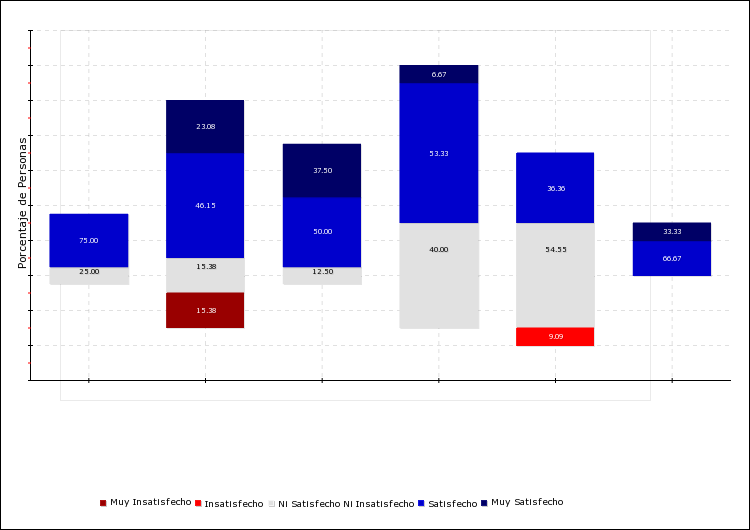 Porcentaje de Personas
6.67
23.08
53.33
37.50
36.36
46.15
50.00
33.33
75.00
40.00
54.55
66.67
15.38
25.00
12.50
15.38
9.09
Muy Insatisfecho
Insatisfecho
Ni Satisfecho Ni Insatisfecho
Satisfecho
Muy Satisfecho